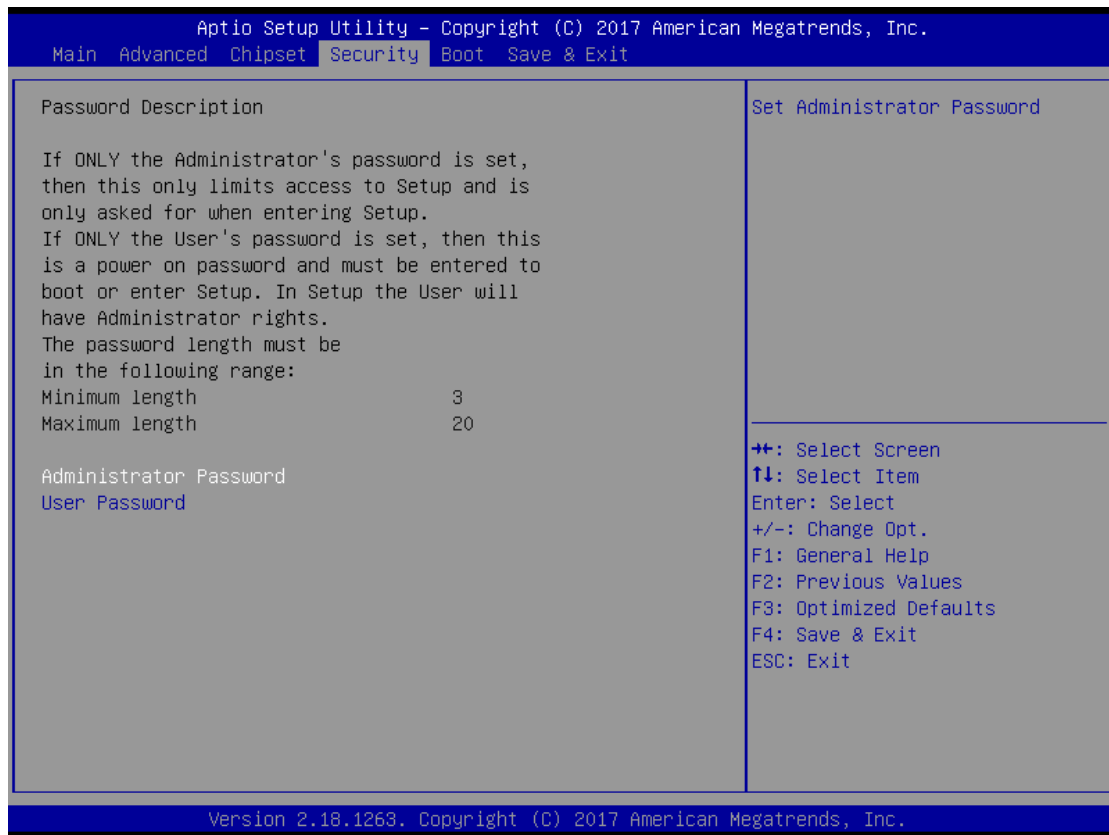 Aptio Setup Utility – Copyright (C) 2017 American Megatrends, Inc.
Main Advanced Chipset Security Boot Save & Exit
Password Description
If ONLY the Administrator's password is set,
then this only limits access to Setup and is
only asked for when entering Setup.
If ONLY the User's password is set, then this
is a power on password and must be entered to
boot or enter Setup. In Setup the User will
have Administrator rights.
The password length must be
in the following range:
Minimum length 3
Maximum length 20
Administrator Password
User Password
Set Administrator Password
→←: Select Screen
↑↓: Select Item
Enter: Select
+/-: Change Opt.
F1: General Help
F2: Previous Values
F3: Optimized Defaults
F4: Save & Exit
ESC: Exit
Version 2.18.1263. Copyright (C) 2017 American Megatrends, Inc.